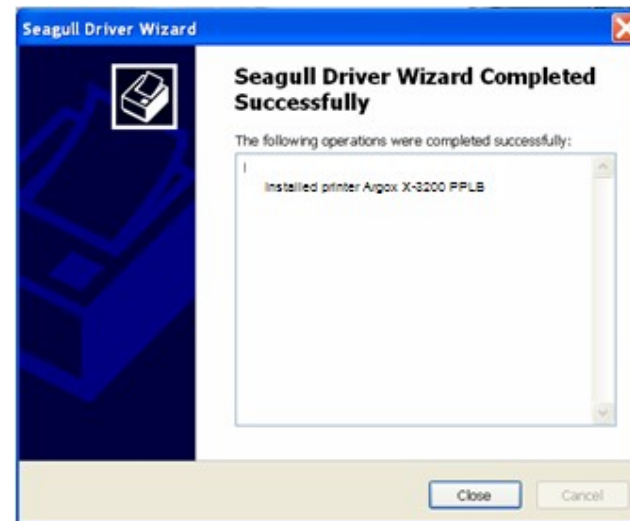 Seagull Driver Wizard
Seagull Driver Wizard Completed
Successfully
The following operations were completed successfully:
Installed printer Argox X-3200 PPLB
Close
Cancel